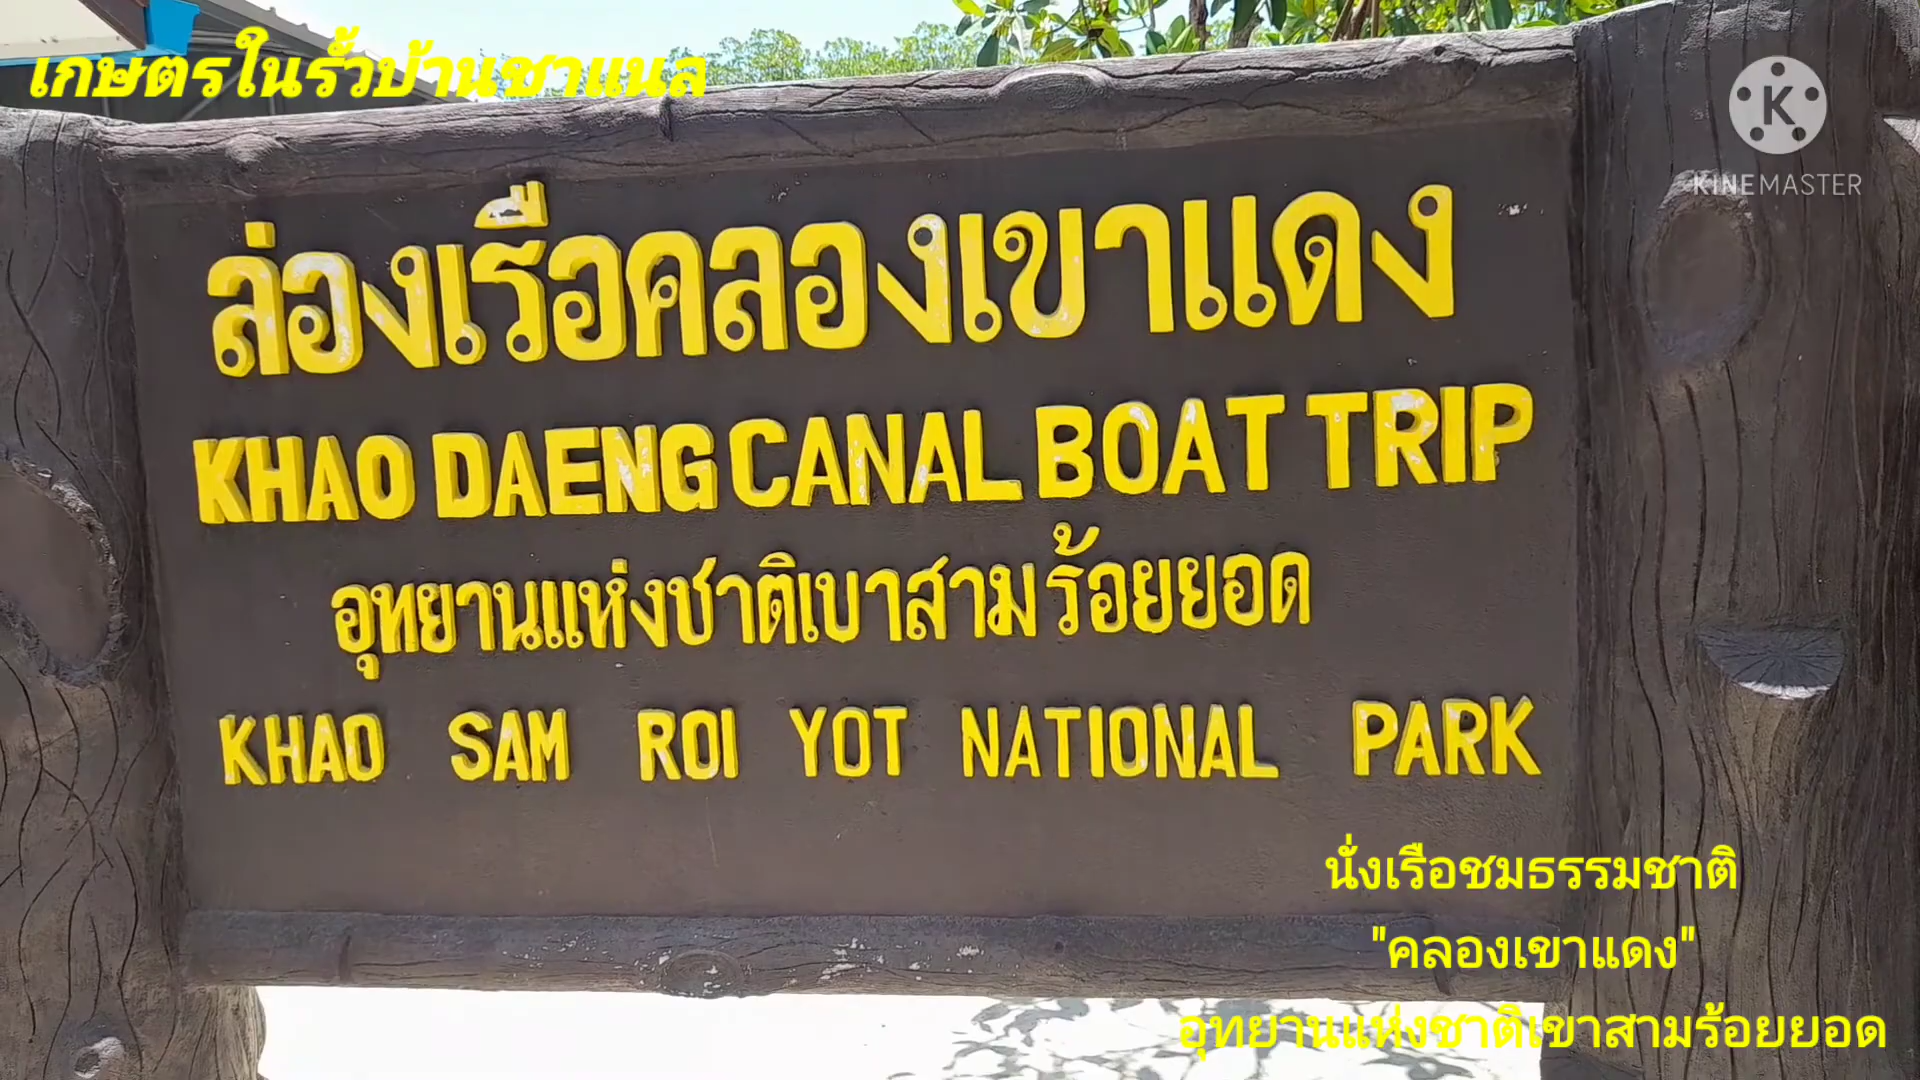 เกษตรในรั้วบ้านชาแนล
K
KINEMASTER
ล่องเรือคลองเขาแดง
KHAO DAENG CANAL BOAT TRIP
อุทยานแห่งชาติเขาสามร้อยยอด
KHAO SAM ROI YOT NATIONAL PARK
นั่งเรือชมธรรมชาติ
"คลองเขาแดง"
อุทยานแห่งชาติเขาสามร้อยยอด